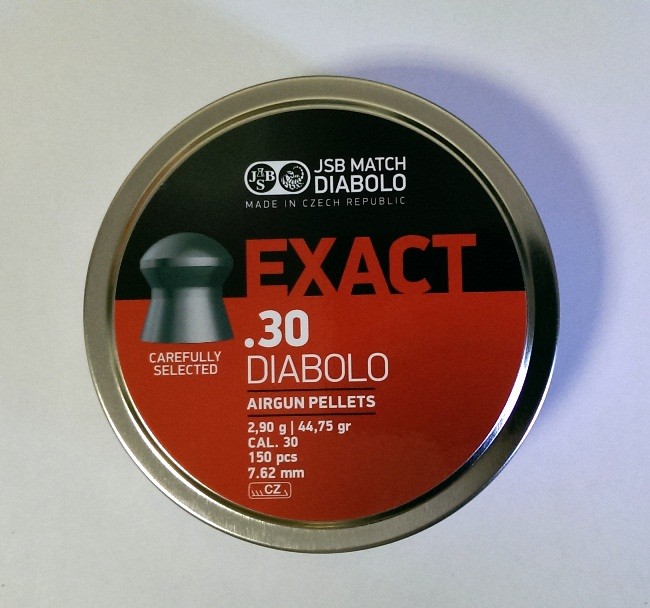 JSB
JSB MATCH
DIABOLO
MADE IN CZECH REPUBLIC
EXACT
.30
DIABOLO
CAREFULLY
SELECTED
AIRGUN PELLETS
2,90 g | 44,75 gr
CAL. 30
150 pcs
7.62 mm
CZ